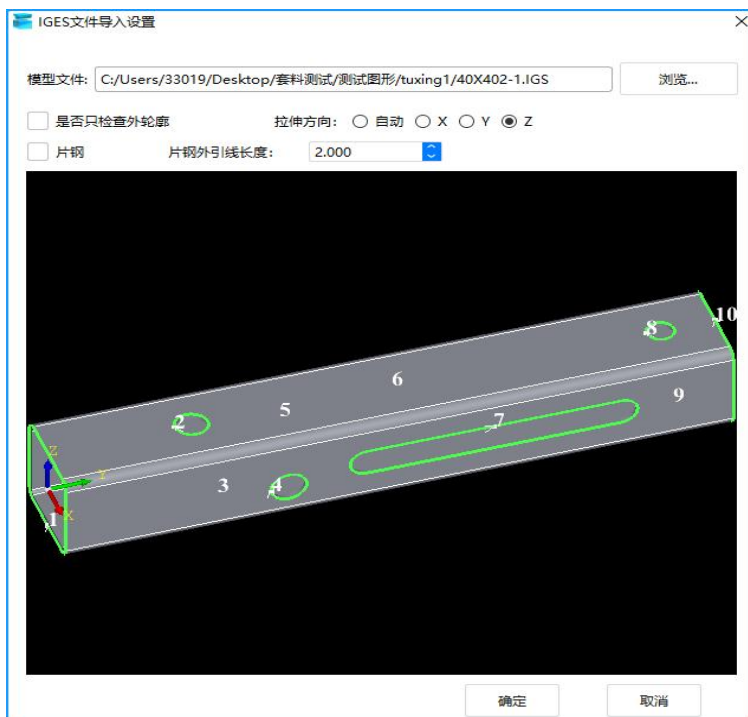 IGES文件导入设置
模型文件: C:/Users/33019/Desktop/套料测试/测试图形/tuxing1/40X402-1.IGS 浏览...
是否只检查外轮廓 拉伸方向: 自动 X Y Z
片钢 片钢外引线长度: 2.000
10
8
6
5
2
9
7
Z
Y
3
4
X
1
确定 取消